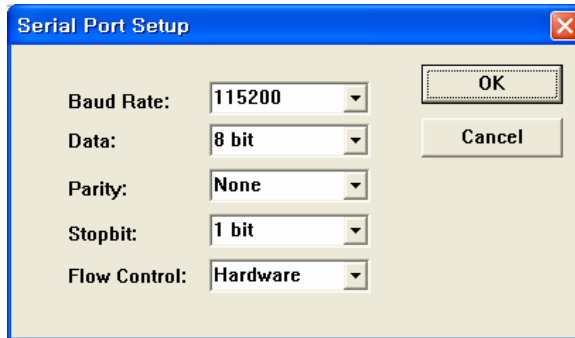 Serial Port Setup
Baud Rate: 115200
OK
Data: 8 bit
Cancel
Parity: None
Stopbit: 1 bit
Flow Control: Hardware